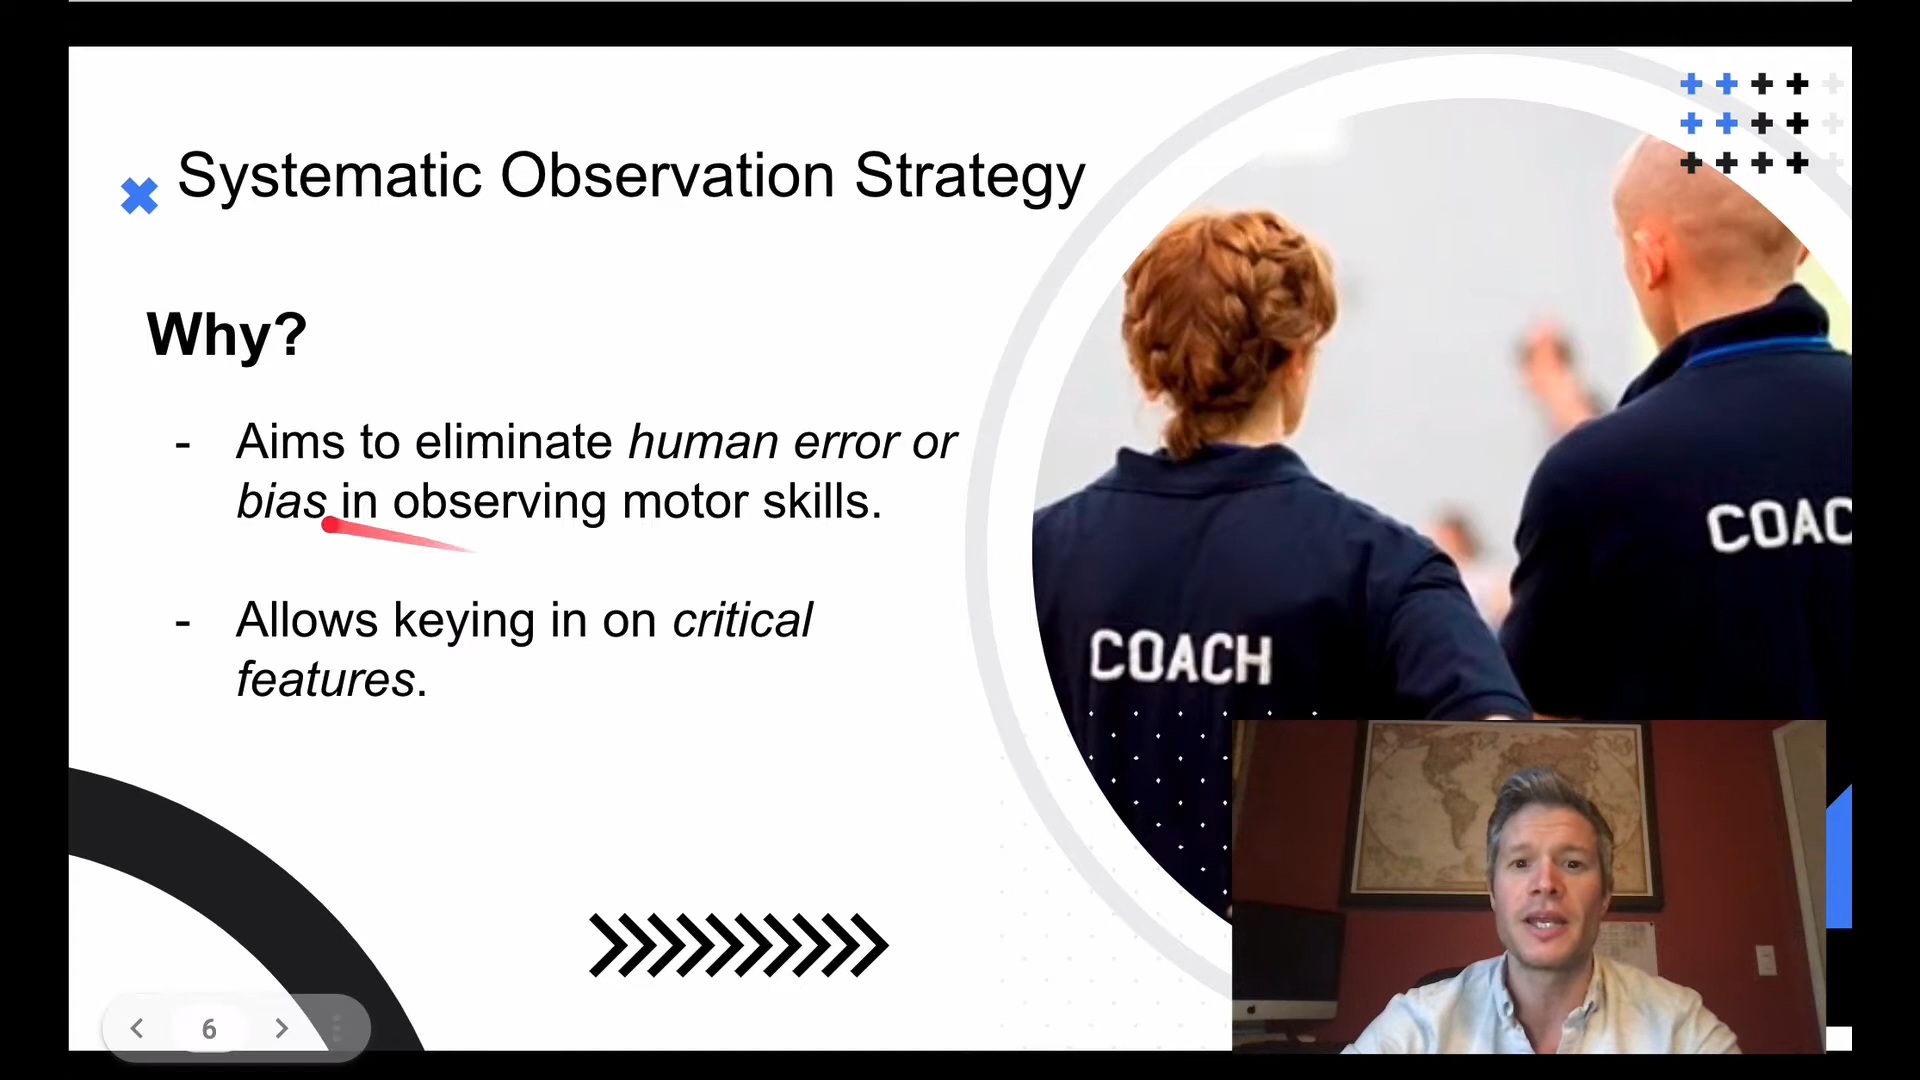 Systematic Observation Strategy
Why?
- Aims to eliminate human error or
bias in observing motor skills.
- Allows keying in on critical
features.
COACH
COAC
6